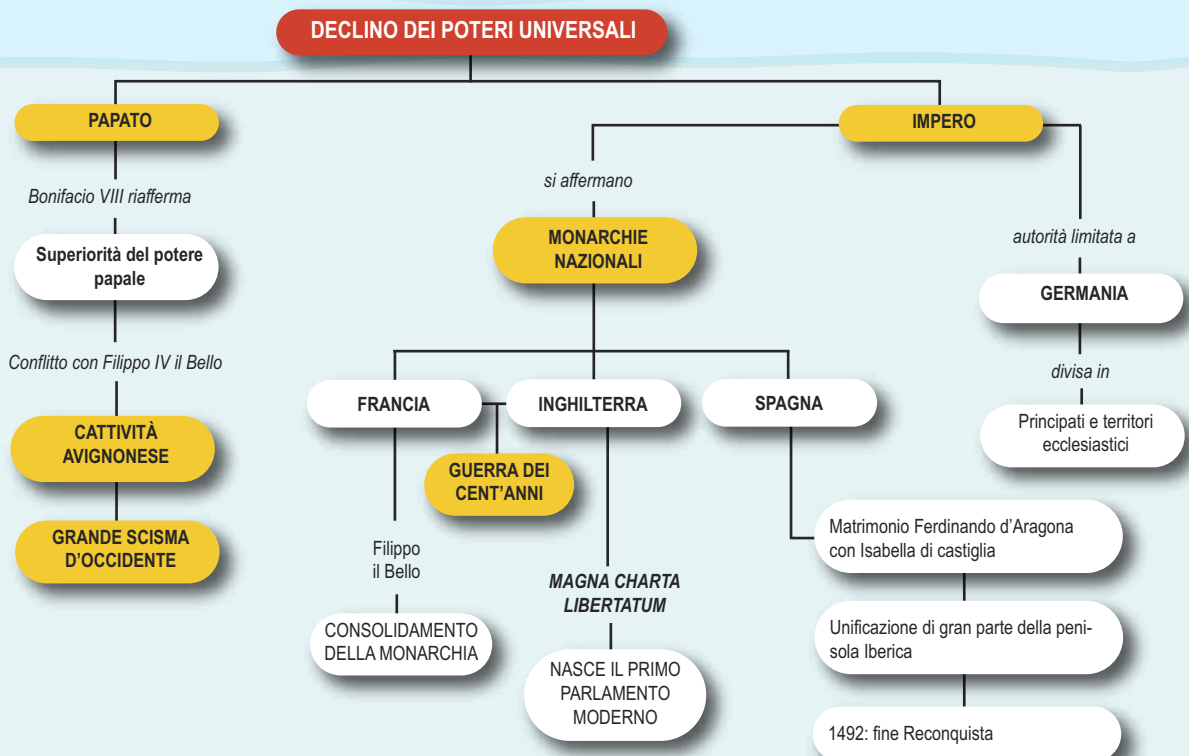 DECLINO DEI POTERI UNIVERSALI
PAPATO
Bonifacio VIII riafferma
Superiorità del potere
papale
Conflitto con Filippo IV il Bello
CATTIVITÀ
AVIGNONESE
GRANDE SCISMA
D'OCCIDENTE
IMPERO
si affermano
MONARCHIE
NAZIONALI
FRANCIA
INGHILTERRA
SPAGNA
GUERRA DEI
CENT'ANNI
Filippo
il Bello
CONSOLIDAMENTO
DELLA MONARCHIA
MAGNA CHARTA
LIBERTATUM
NASCE IL PRIMO
PARLAMENTO
MODERNO
Matrimonio Ferdinando d'Aragona
con Isabella di castiglia
Unificazione di gran parte della peni-
sola Iberica
1492: fine Reconquista
autorità limitata a
GERMANIA
divisa in
Principati e territori
ecclesiastici